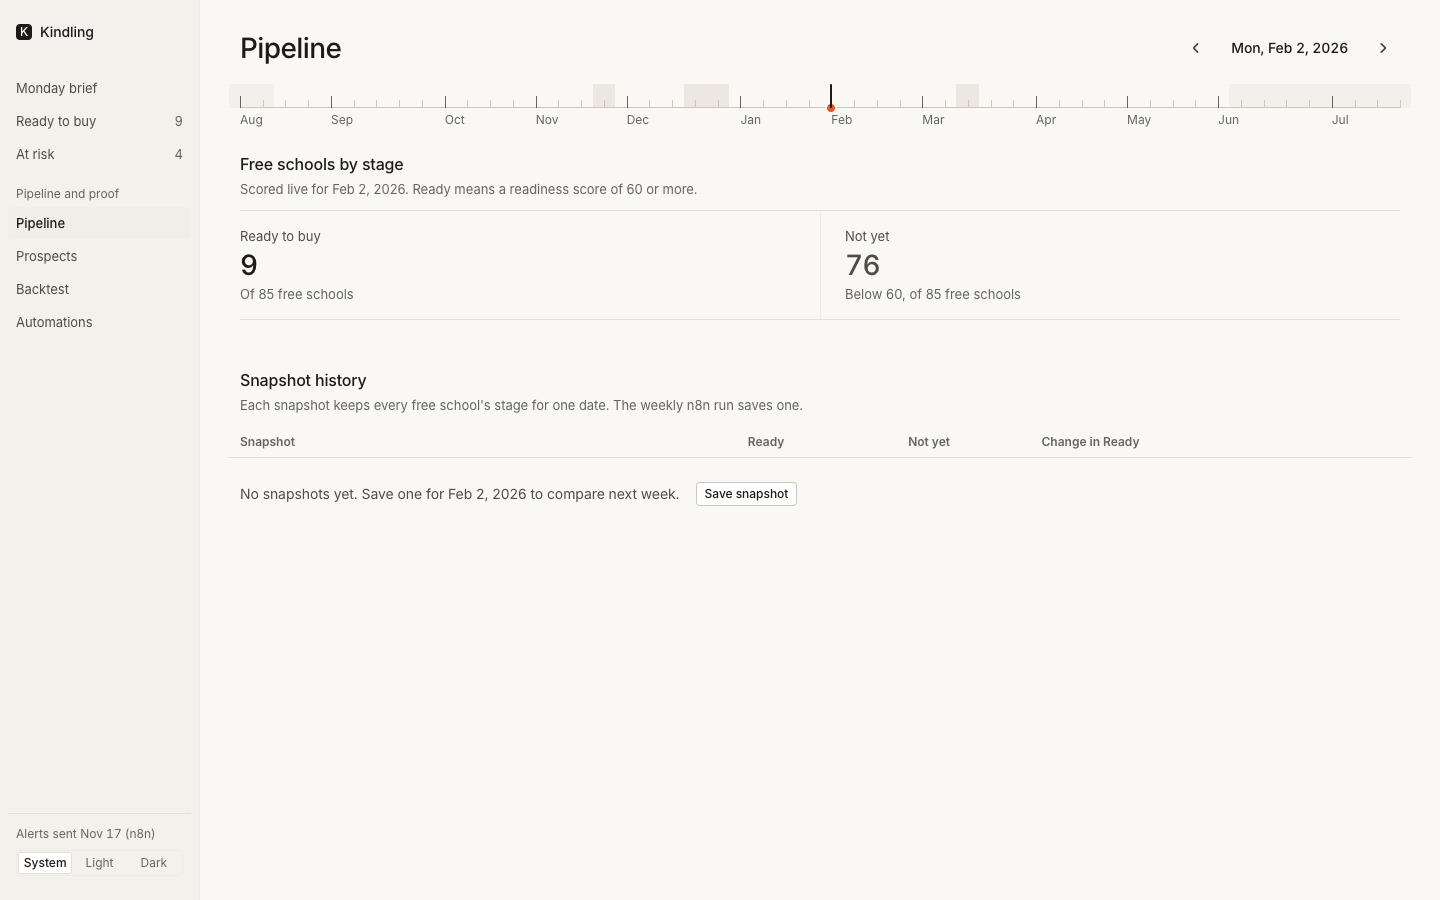 K Kindling
Monday brief
Ready to buy 9
At risk 4
Pipeline and proof
Pipeline
Prospects
Backtest
Automations
Alerts sent Nov 17 (n8n)
System Light Dark
Pipeline
Mon, Feb 2, 2026
Aug Sep Oct Nov Dec Jan Feb Mar Apr May Jun Jul
Free schools by stage
Scored live for Feb 2, 2026. Ready means a readiness score of 60 or more.
Ready to buy
9
Of 85 free schools
Not yet
76
Below 60, of 85 free schools
Snapshot history
Each snapshot keeps every free school's stage for one date. The weekly n8n run saves one.
Snapshot Ready Not yet Change in Ready
No snapshots yet. Save one for Feb 2, 2026 to compare next week. Save snapshot